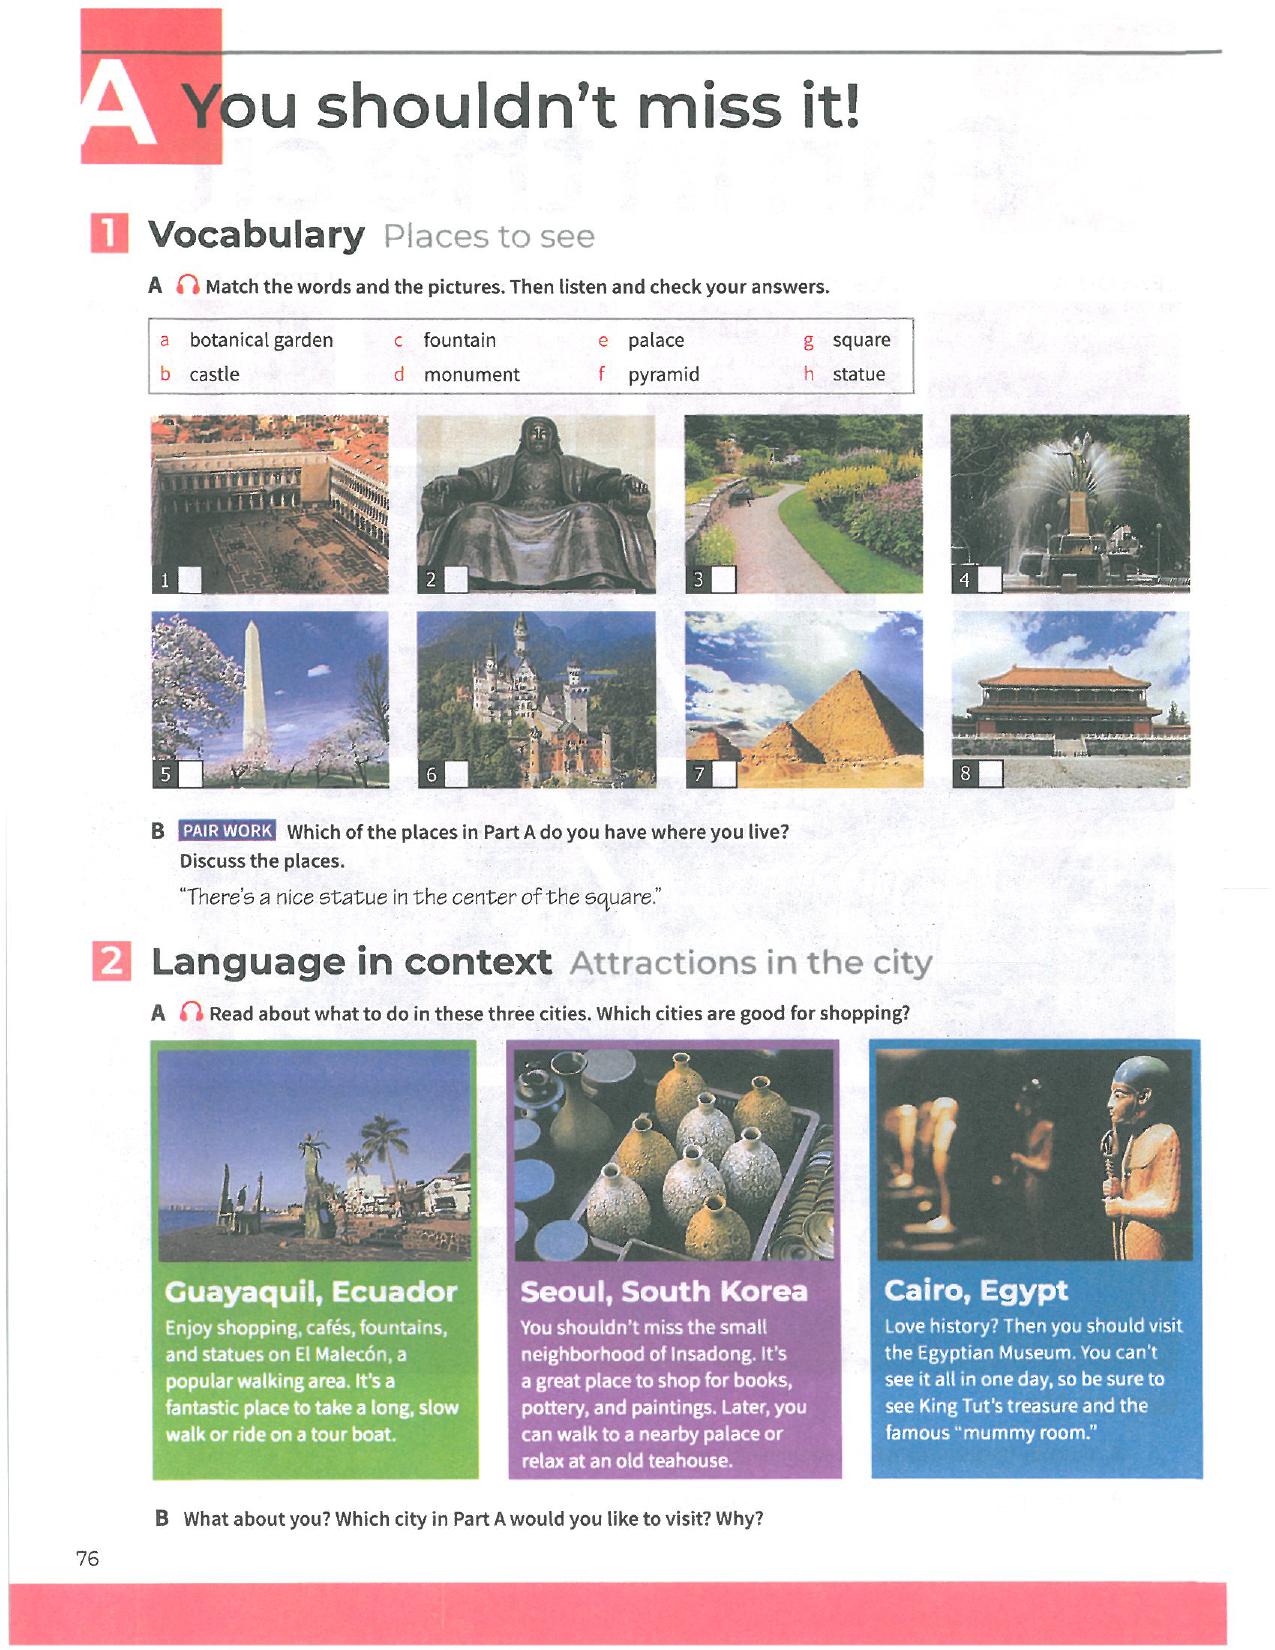 A You shouldn't miss it!
1 Vocabulary Places to see
A Match the words and the pictures. Then listen and check your answers.
a botanical garden c fountain e palace g square
b castle d monument f pyramid h statue
1 2 3 4
5 6 7 8
B PAIR WORK Which of the places in Part A do you have where you live?
Discuss the places.
"There's a nice statue in the center of the square."
2 Language in context Attractions in the city
A Read about what to do in these three cities. Which cities are good for shopping?
Guayaquil, Ecuador
Enjoy shopping, cafés, fountains,
and statues on El Malecón, a
popular walking area. It's a
fantastic place to take a long, slow
walk or ride on a tour boat.
Seoul, South Korea
You shouldn't miss the small
neighborhood of Insadong. It's
a great place to shop for books,
pottery, and paintings. Later, you
can walk to a nearby palace or
relax at an old teahouse.
Cairo, Egypt
Love history? Then you should visit
the Egyptian Museum. You can't
see it all in one day, so be sure to
see King Tut's treasure and the
famous "mummy room."
B What about you? Which city in Part A would you like to visit? Why?
76